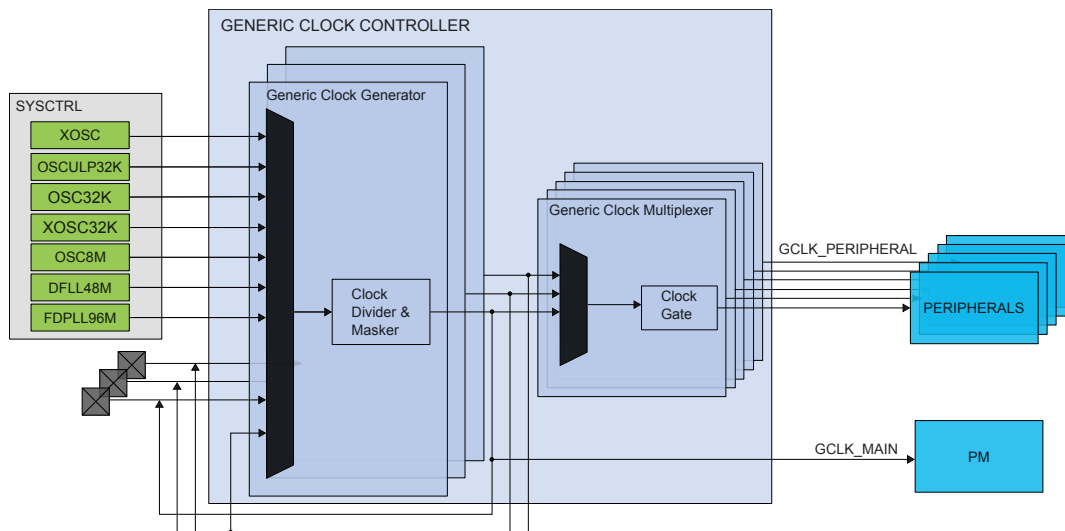 GENERIC CLOCK CONTROLLER
Generic Clock Generator
SYSCTRL
XOSC
OSCULP32K
OSC32K
XOSC32K
OSC8M
DFLL48M
FDPLL96M
Clock
Divider &
Masker
Generic Clock Multiplexer
Clock
Gate
GCLK_PERIPHERAL
PERIPHERALS
GCLK_MAIN
PM